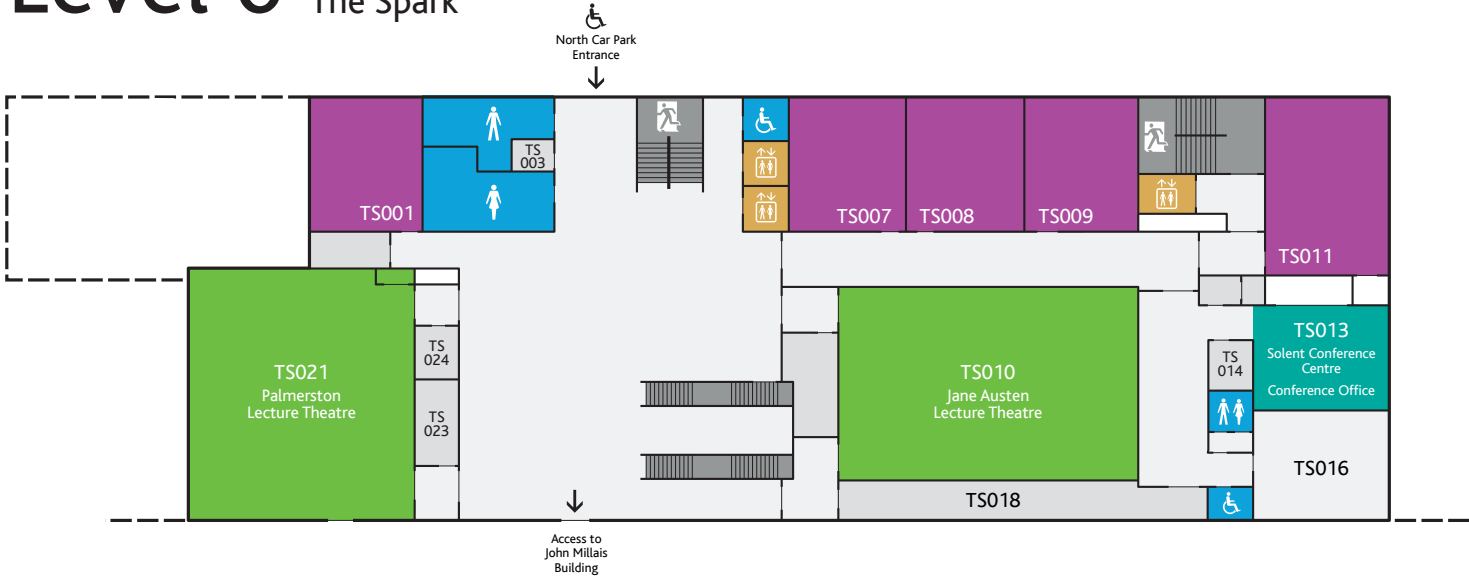 Level 0 The Spark
North Car Park
Entrance
TS
003
TS001
TS007
TS008
TS009
TS011
TS013
Solent Conference
Centre
Conference Office
TS
024
TS021
Palmerston
Lecture Theatre
TS
023
TS010
Jane Austen
Lecture Theatre
TS
014
TS016
TS018
Access to
John Millais
Building